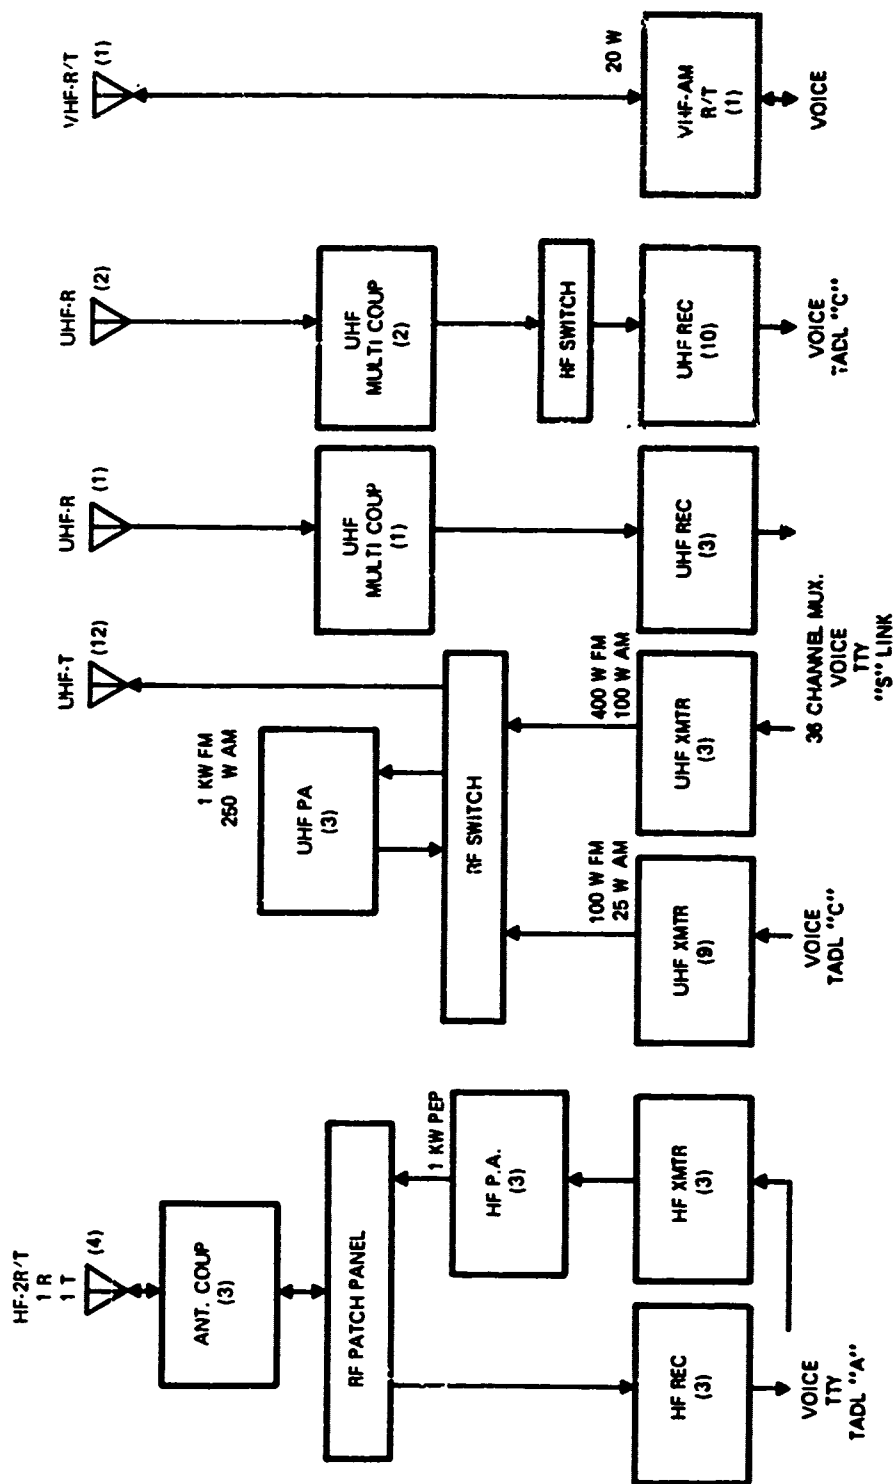 HF-2R/T
1 R
1 T
(4)
ANT. COUP
(3)
RF PATCH PANEL
1 KW PEP
HF P.A.
(3)
HF REC
(3)
HF XMTR
(3)
VOICE
TTY
TADL "A"
UHF-T
(12)
1 KW FM
250 W AM
UHF PA
(3)
RF SWITCH
100 W FM
25 W AM
UHF XMTR
(9)
VOICE
TADL "C"
400 W FM
100 W AM
UHF XMTR
(3)
36 CHANNEL MUX.
VOICE
TTY
"S" LINK
UHF-R
(1)
UHF
MULTI COUP
(1)
UHF REC
(3)
UHF-R
(2)
UHF
MULTI COUP
(2)
RF SWITCH
UHF REC
(10)
VOICE
TADL "C"
VHF-R/T
(1)
20 W
VHF-AM
R/T
(1)
VOICE